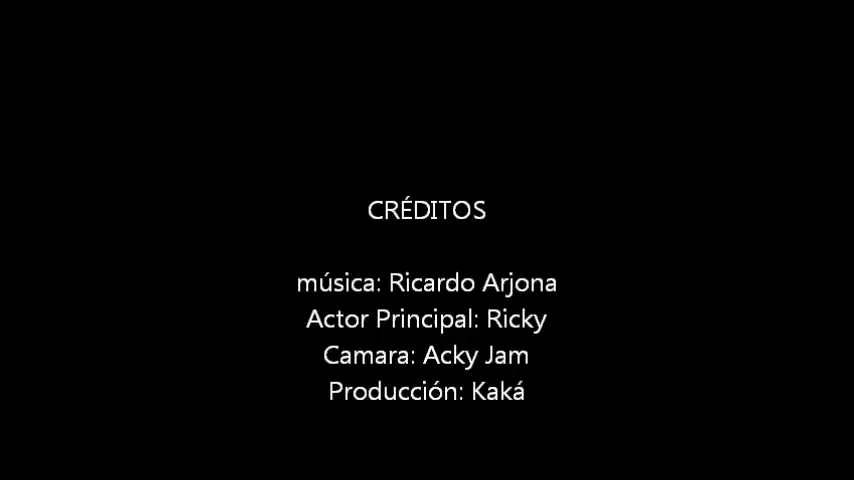 CRÉDITOS
música: Ricardo Arjona
Actor Principal: Ricky
Camara: Acky Jam
Producción: Kaká